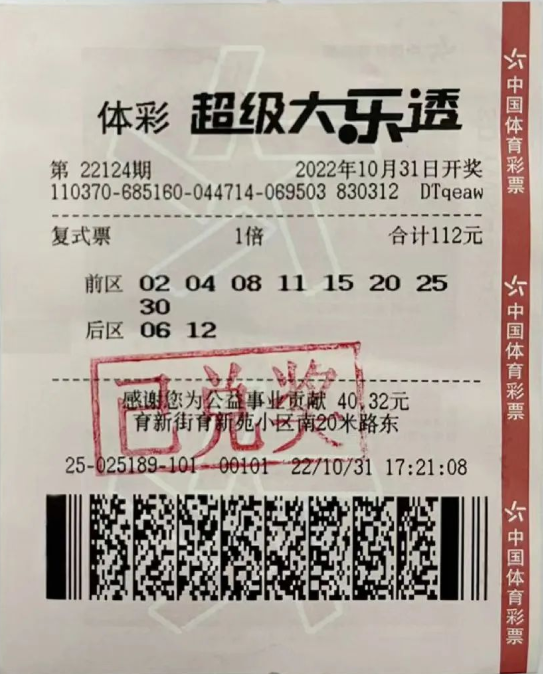 体彩 超级大乐透
第 22124期 2022年10月31日开奖
110370-685160-044714-069503 830312 DTqeaw
复式票 1倍 合计112元
前区 02 04 08 11 15 20 25
30
后区 06 12
已兑奖
感谢您为公益事业贡献 40.32元
育新街育新苑小区南20米路东
25-025189-101 00101 22/10/31 17:21:08
中国体育彩票
中国体育彩票
中国体育彩票